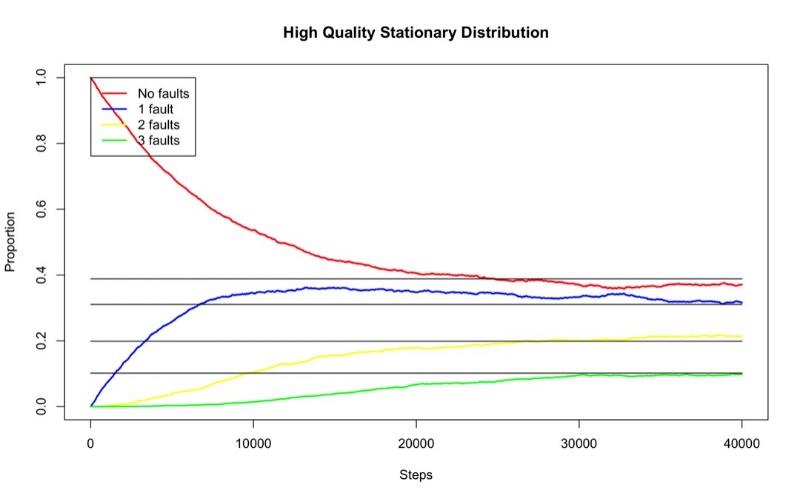 High Quality Stationary Distribution
No faults
1 fault
2 faults
3 faults
Proportion
1.0
0.8
0.6
0.4
0.2
0.0
0 10000 20000 30000 40000
Steps